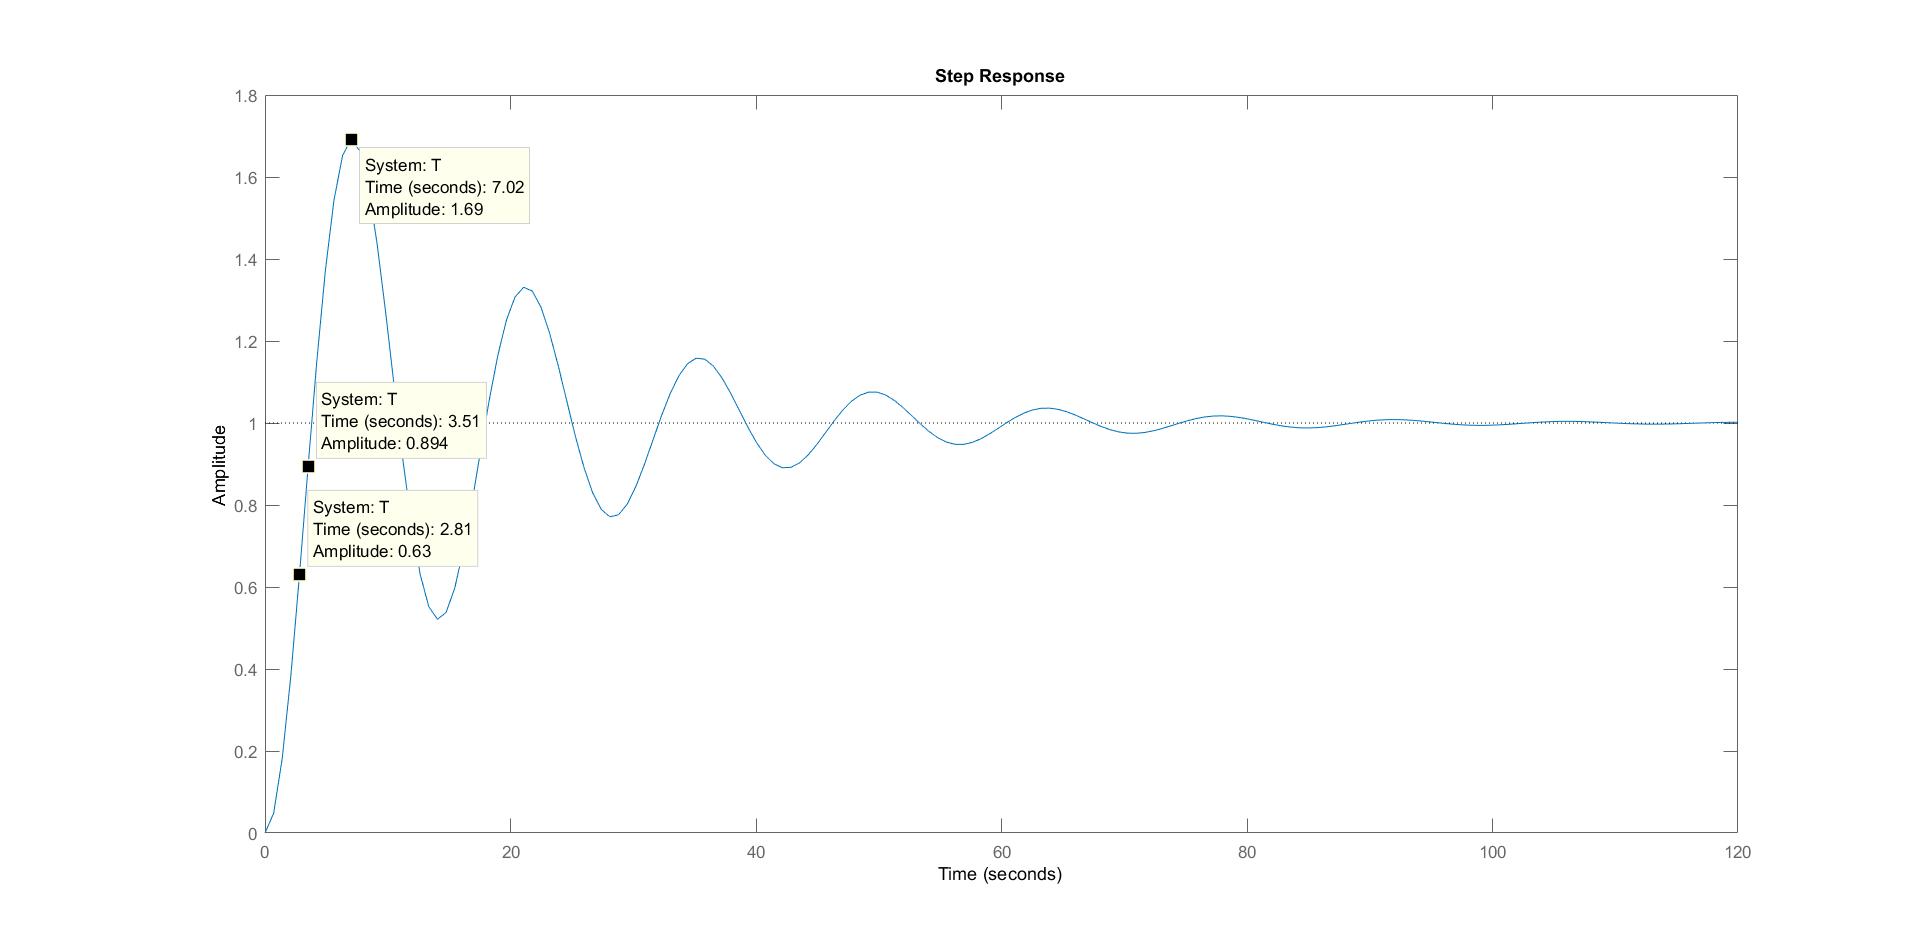 Step Response
1.8
1.6
1.4
1.2
1
0.8
0.6
0.4
0.2
0
Amplitude
System: T
Time (seconds): 7.02
Amplitude: 1.69
System: T
Time (seconds): 3.51
Amplitude: 0.894
System: T
Time (seconds): 2.81
Amplitude: 0.63
0 20 40 60 80 100 120
Time (seconds)